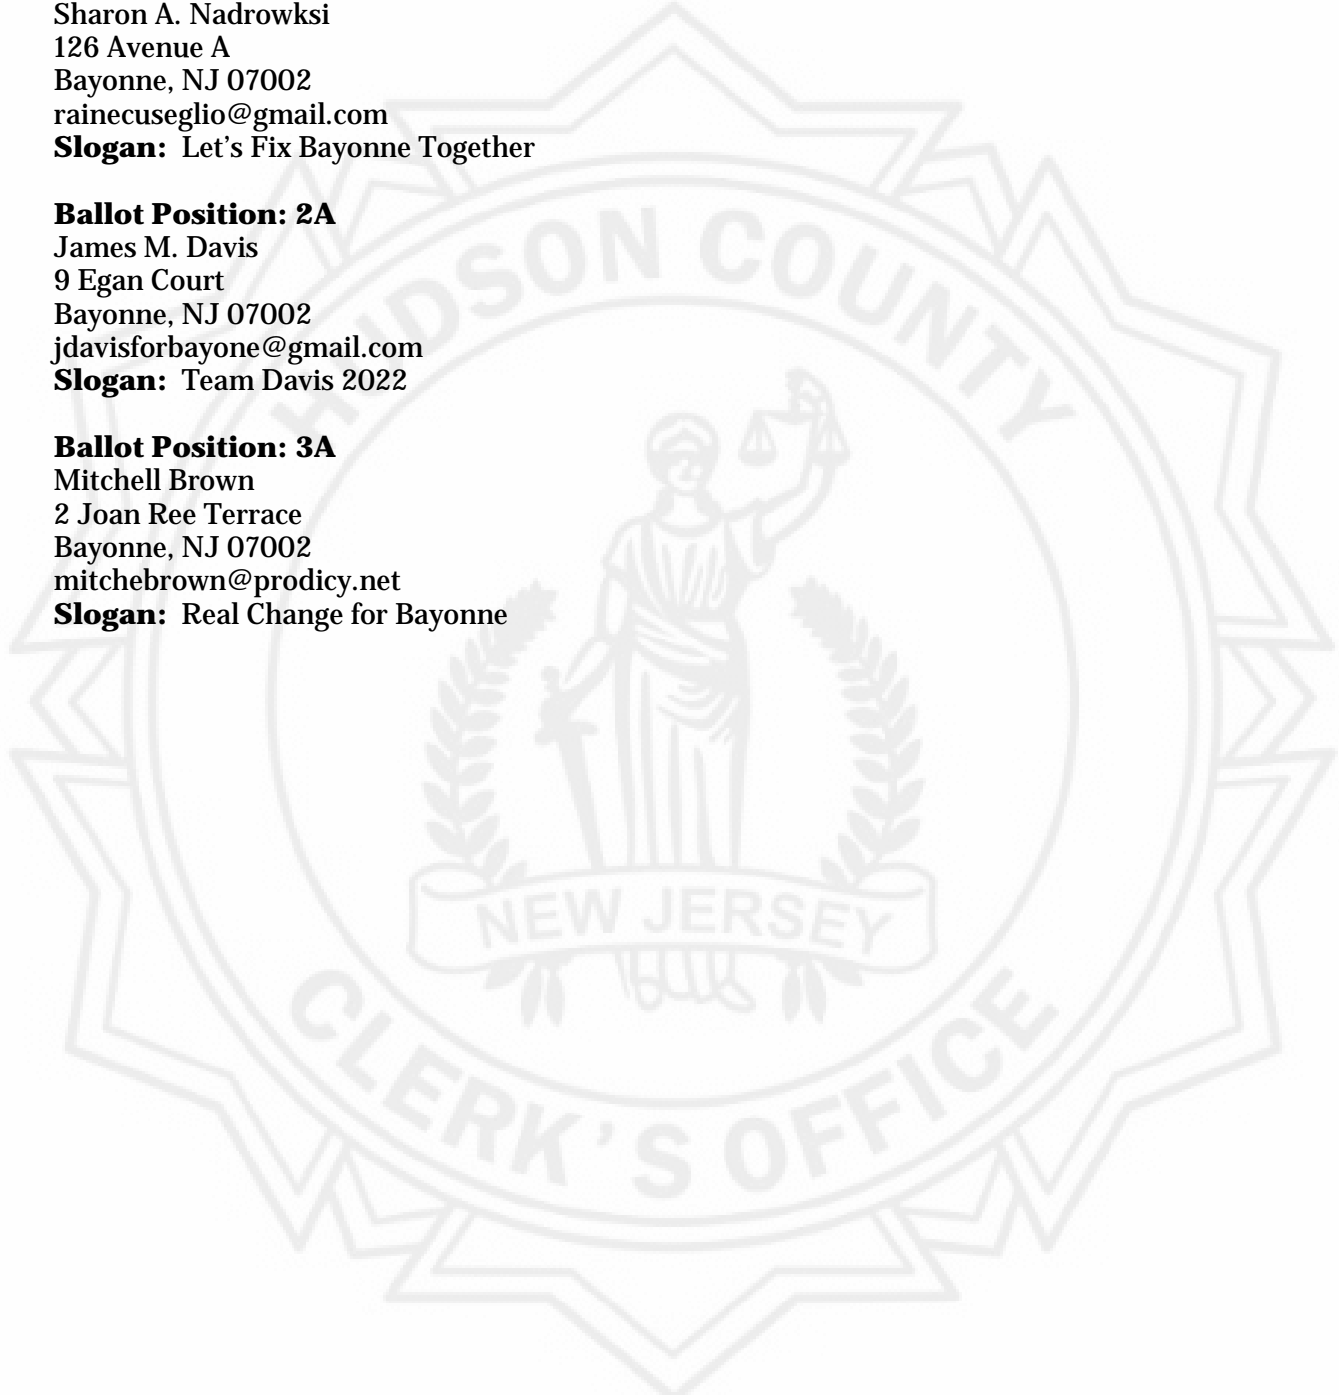 Sharon A. Nadrowksi
126 Avenue A
Bayonne, NJ 07002
rainecuseglio@gmail.com
Slogan: Let's Fix Bayonne Together
Ballot Position: 2A
James M. Davis
9 Egan Court
Bayonne, NJ 07002
jdavisforbayone@gmail.com
Slogan: Team Davis 2022
Ballot Position: 3A
Mitchell Brown
2 Joan Ree Terrace
Bayonne, NJ 07002
mitchebrown@prodicy.net
Slogan: Real Change for Bayonne
HUDSON COUNTY
NEW JERSEY
CLERK'S OFFICE